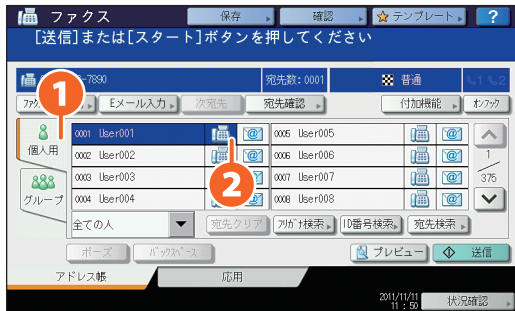 ファクス 保存 確認 テンプレート ?
[送信]または[スタート]ボタンを押してください
-7890 宛先数:0001 普通 L1 L2
Eメール入力 次宛先 宛先確認 付加機能 オンフック
1
個人用
グループ
0001 User001 0005 User005
0002 User002 0006 User006
0003 User003 0007 User007
0004 User004 0008 User008
2
1
375
全ての人 宛先クリア フリガナ検索 ID番号検索 宛先検索
ポーズ バックスペース プレビュー 送信
アドレス帳 応用
2011/11/11
11:50 状況確認